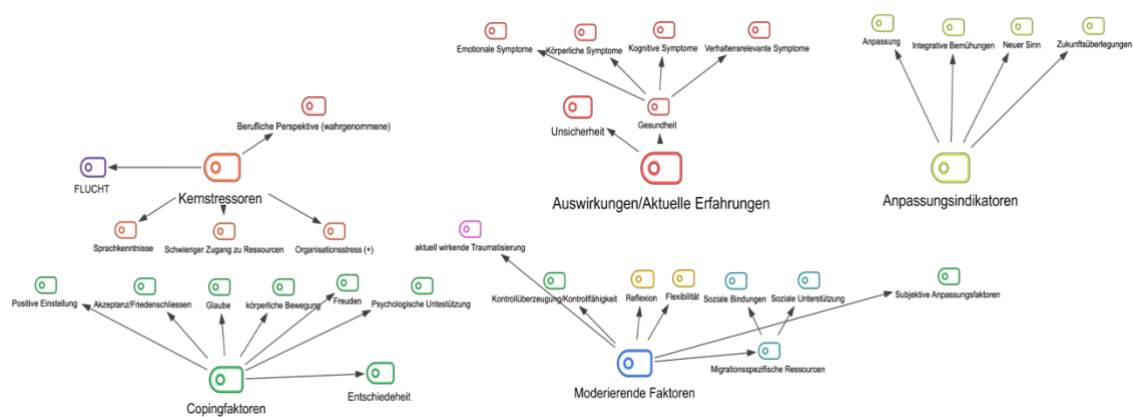 Emotionale Symptome
Körperliche Symptome
Kognitive Symptome
Verhaltensrelevante Symptome
Anpassung
Integrative Bemühungen
Neuer Sinn
Zukunftsüberlegungen
Berufliche Perspektive (wahrgenommene)
Unsicherheit
Gesundheit
FLUCHT
Kernstressoren
Auswirkungen/Aktuelle Erfahrungen
Anpassungsindikatoren
Sprachkenntnisse
Schwieriger Zugang zu Ressourcen
Organisationsstress (+)
aktuell wirkende Traumatisierung
Positive Einstellung
Akzeptanz/Friedenschliessen
Glaube
körperliche Bewegung
Freuden
Psychologische Untestützung
Kontrollüberzeugung/Kontrollfähigkeit
Reflexion
Flexibilität
Soziale Bindungen
Soziale Unterstützung
Subjektive Anpassungsfaktoren
Migrationsspezifische Ressourcen
Entschiedeheit
Copingfaktoren
Moderierende Faktoren